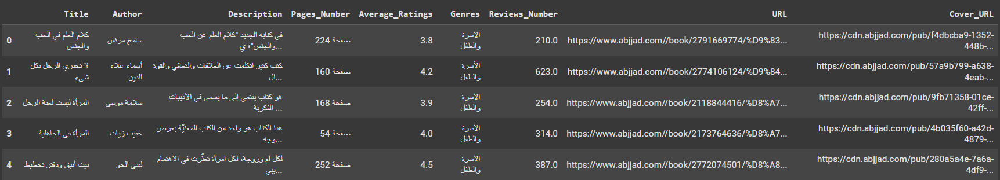 Title Author Description Pages_Number Average_Ratings Genres Reviews_Number URL Cover_URL
0 كلام العلم في الحب والجنس سامح مرقس في كتابه الجديد "كلام العلم عن الحب والجنس"؛ ي... 224 صفحة 3.8 الأسرة والطفل 210.0 https://www.abjjad.com//book/2791669774/%D9%83... https://cdn.abjjad.com/pub/f4dbcba9-1352-448b-...
1 لا تخبري الرجل بكل شيء أسماء علاء الدين كتب كتير اتكلمت عن العلاقات والتعافي والقوة ال... 160 صفحة 4.2 الأسرة والطفل 623.0 https://www.abjjad.com//book/2774106124/%D9%84... https://cdn.abjjad.com/pub/57a9b799-a638-4eab-...
2 المرأة ليست لعبة الرجل سلامة موسى هو كتاب ينتمي إلى ما يسمى في الأدبيات الفكرية ... 168 صفحة 3.9 الأسرة والطفل 254.0 https://www.abjjad.com//book/2118844416/%D8%A7... https://cdn.abjjad.com/pub/9fb71358-01ce-42ff-...
3 المرأة في الجاهلية حبيب زيات هذا الكتاب هو واحد من الكتب المعنيَّة بعرض وجه... 54 صفحة 4.0 الأسرة والطفل 314.0 https://www.abjjad.com//book/2173764636/%D8%A7... https://cdn.abjjad.com/pub/4b035f60-a42d-4879-...
4 بيت أنيق ودفتر تخطيط لبنى الحو لكل أم وزوجة، لكل امرأة تعثَّرت في الاهتمام ببي... 252 صفحة 4.5 الأسرة والطفل 387.0 https://www.abjjad.com//book/2772074501/%D8%A8... https://cdn.abjjad.com/pub/280a5a4e-7a6a-4df9-...